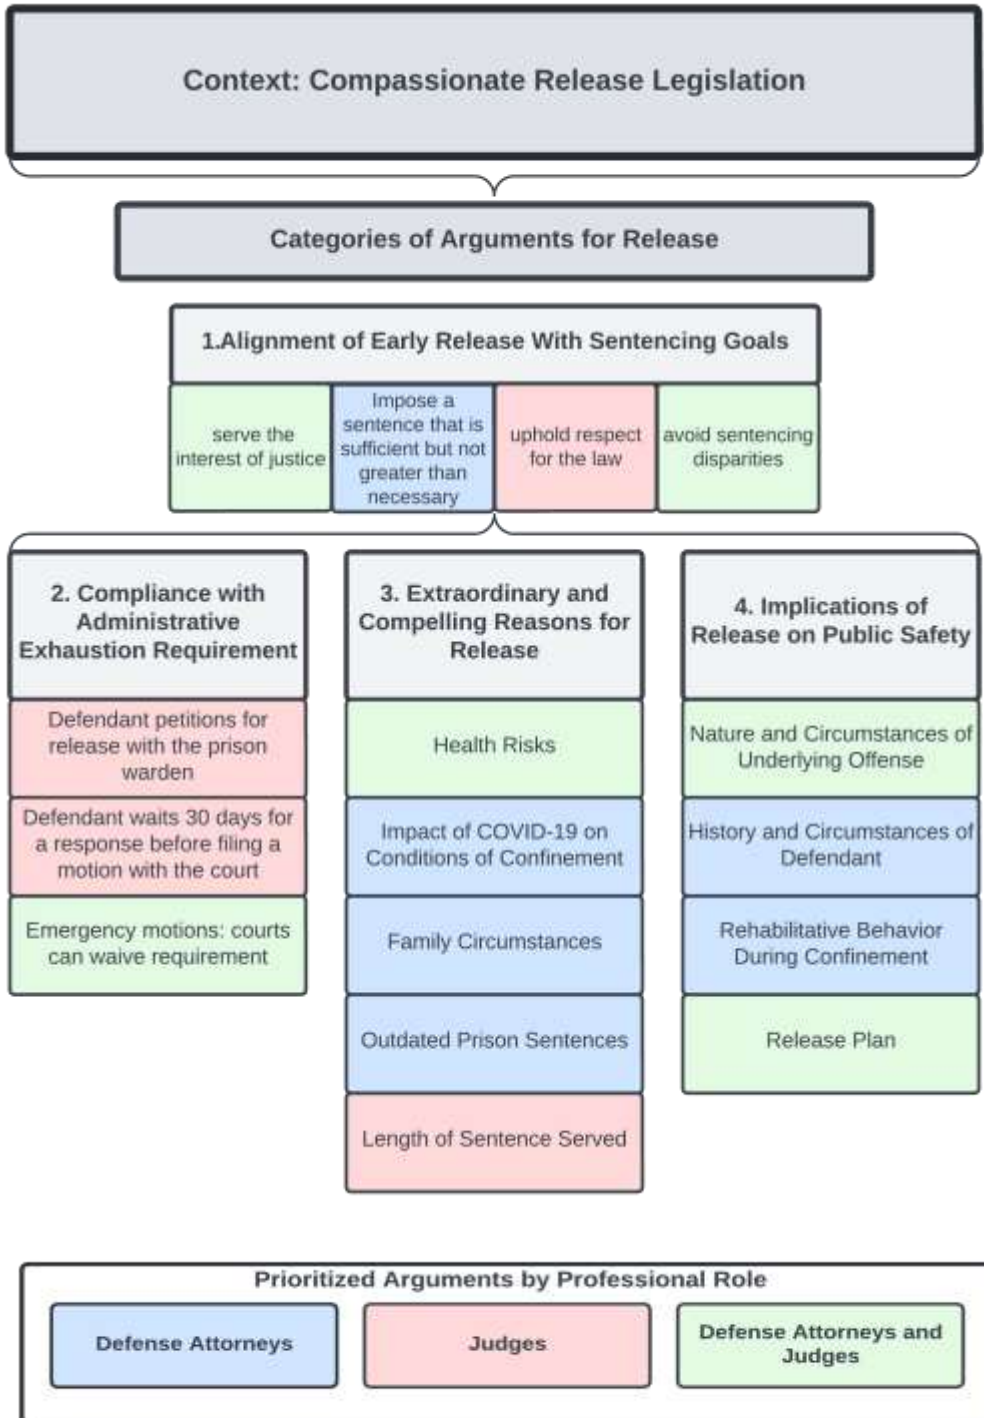 Context: Compassionate Release Legislation
Categories of Arguments for Release
1.Alignment of Early Release With Sentencing Goals
serve the
interest of justice
Impose a
sentence that is
sufficient but not
greater than
necessary
uphold respect
for the law
avoid sentencing
disparities
2. Compliance with
Administrative
Exhaustion Requirement
Defendant petitions for
release with the prison
warden
Defendant waits 30 days for
a response before filing a
motion with the court
Emergency motions: courts
can waive requirement
3. Extraordinary and
Compelling Reasons for
Release
Health Risks
Impact of COVID-19 on
Conditions of Confinement
Family Circumstances
Outdated Prison Sentences
Length of Sentence Served
4. Implications of
Release on Public Safety
Nature and Circumstances of
Underlying Offense
History and Circumstances of
Defendant
Rehabilitative Behavior
During Confinement
Release Plan
Prioritized Arguments by Professional Role
Defense Attorneys
Judges
Defense Attorneys and
Judges